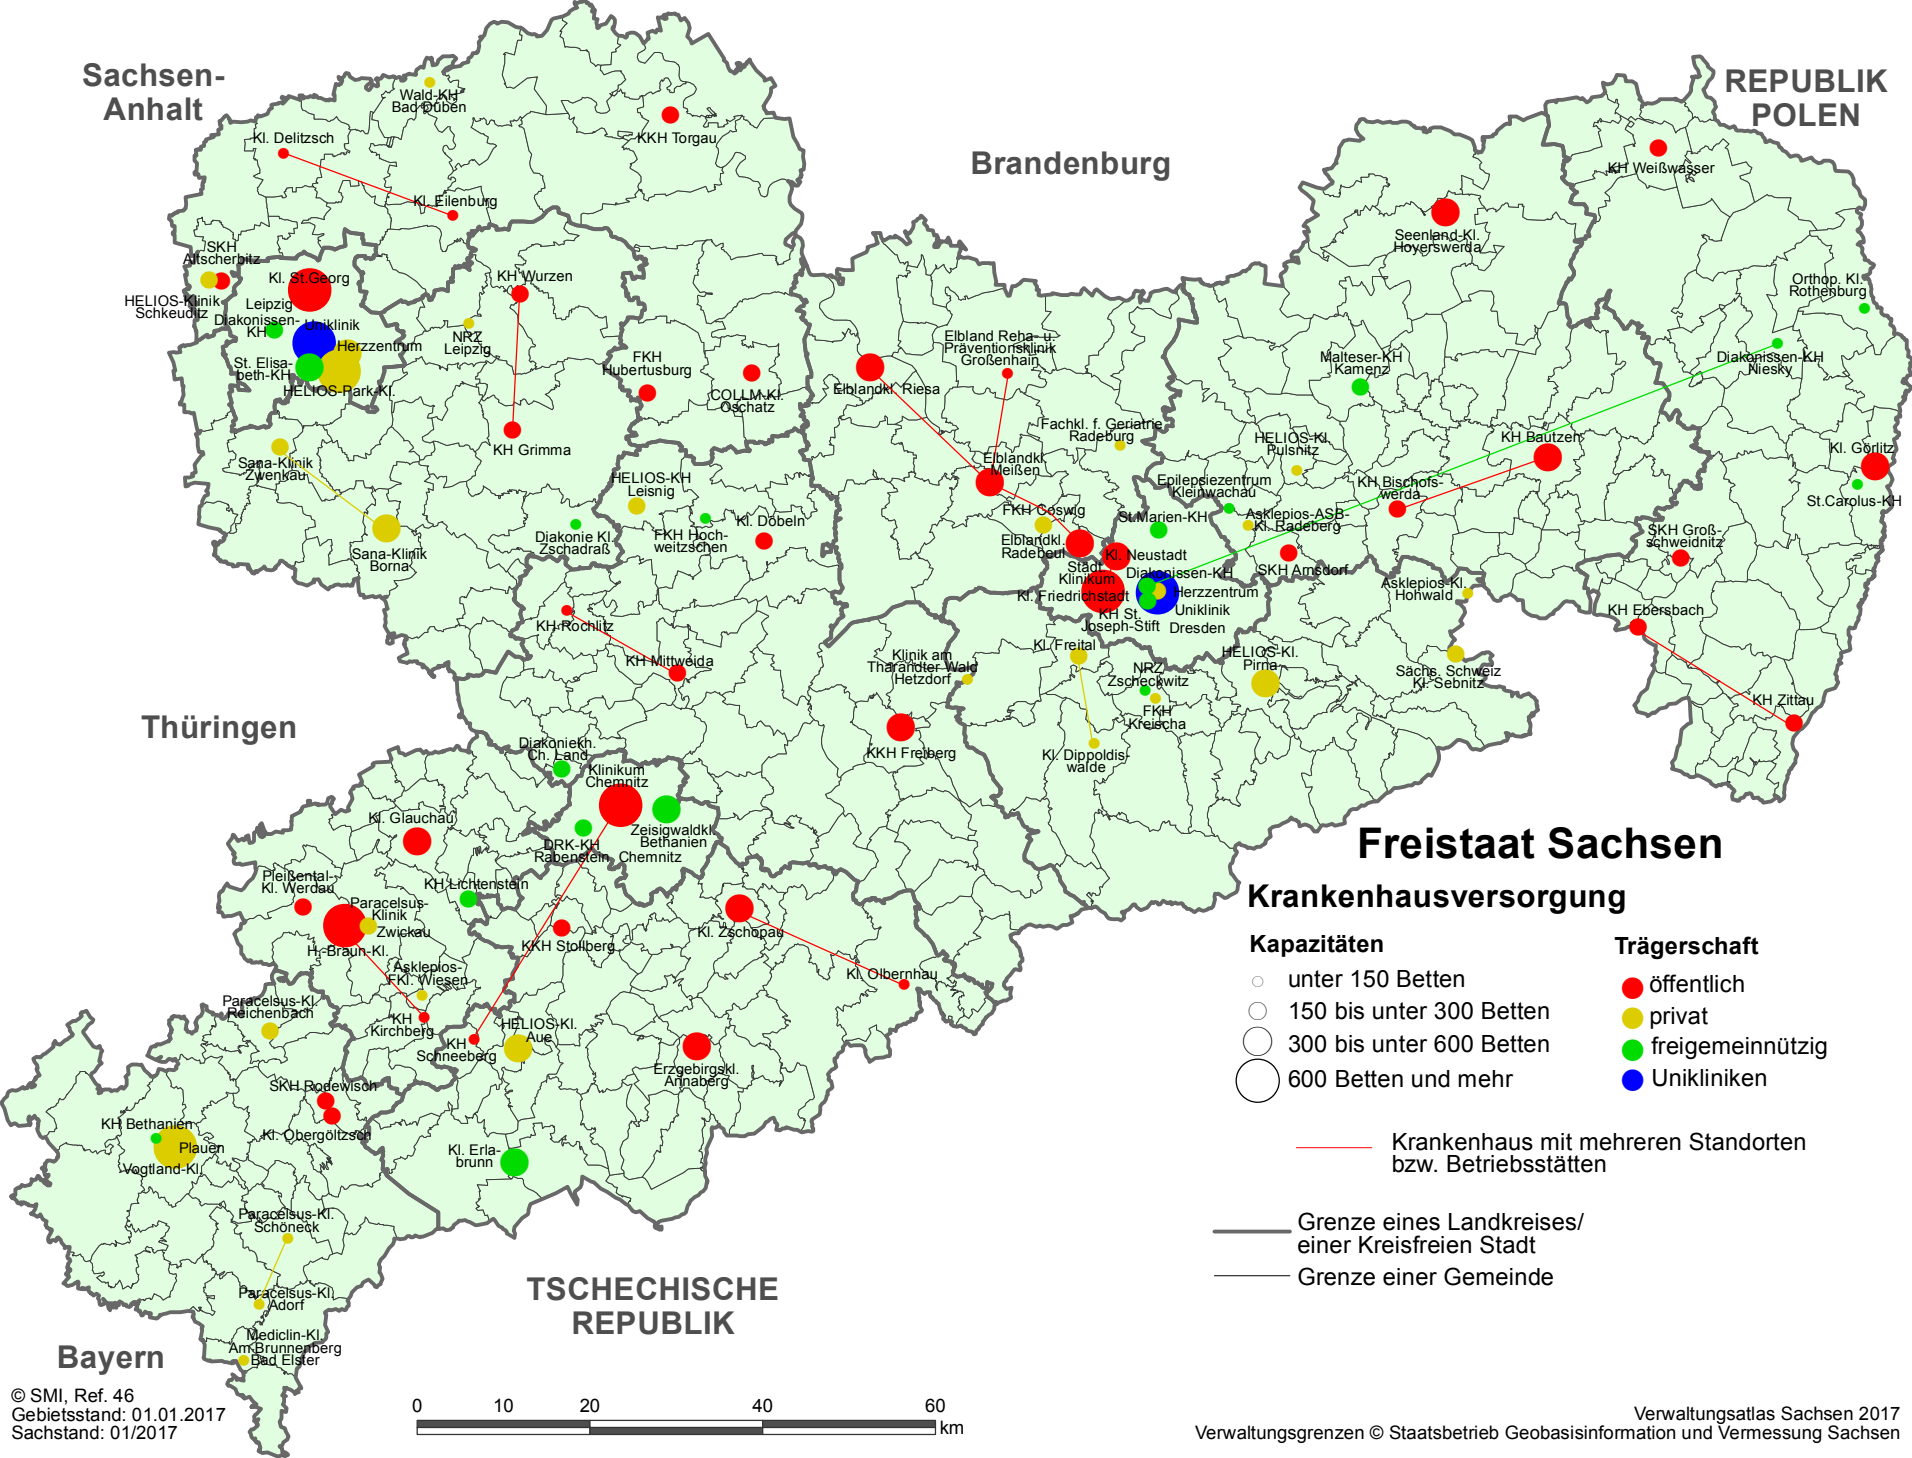 Sachsen-
Anhalt
REPUBLIK
POLEN
Brandenburg
Thüringen
Bayern
TSCHECHISCHE
REPUBLIK
Wald-KH
Bad Düben
KKH Torgau
Kl. Delitzsch
Kl. Eilenburg
SKH
Altscherbitz
HELIOS-Klinik
Schkeuditz
Kl. St.Georg
Leipzig
Diakonissen-
KH
Uniklinik
Herzzentrum
St. Elisa-
beth-KH
HELIOS-Park-Kl.
KH Wurzen
NRZ
Leipzig
KH Grimma
FKH
Hubertusburg
COLLM-Kl.
Oschatz
Sana-Klinik
Zwenkau
Sana-Klinik
Borna
HELIOS-KH
Leisnig
Diakonie Kl.
Zschadraß
FKH Hoch-
weitzschen
Kl. Döbeln
KH Rochlitz
KH Mittweida
Elblandkl. Riesa
Elbland Reha- u.
Präventionsklinik
Großenhain
Fachkl. f. Geriatrie
Radeburg
Elblandkl.
Meißen
FKH Coswig
Elblandkl.
Radebeul
KH Weißwasser
Seenland-Kl.
Hoyerswerda
Orthop. Kl.
Rothenburg
Malteser-KH
Kamenz
Diakonissen-KH
Niesky
HELIOS-Kl.
Pulsnitz
KH Bautzen
Kl. Görlitz
St.Carolus-KH
Epilepsiezentrum
Kleinwachau
KH Bischofs-
werda
Asklepios-ASB-
Kl. Radeberg
St.Marien-KH
SKH Groß-
schweidnitz
SKH Arnsdorf
Kl. Neustadt
Städt.
Klinikum
Kl. Friedrichstadt
Diakonissen-KH
Herzzentrum
Uniklinik
KH St.
Joseph-Stift
Dresden
Asklepios-Kl.
Hohwald
KH Ebersbach
KH Zittau
Kl. Freital
Klinik am
Tharandter Wald
Hetzdorf
NRZ
Zscheckwitz
FKH
Kreischa
HELIOS-Kl.
Pirna
Sächs. Schweiz
Kl. Sebnitz
Kl. Dippoldis-
walde
KKH Freiberg
Diakoniekh.
Ch. Land
Klinikum
Chemnitz
Zeisigwaldkl.
Bethanien
DRK-KH
Rabenstein
Chemnitz
Kl. Glauchau
Pleißental-
Kl. Werdau
KH Lichtenstein
Paracelsus-
Klinik
Zwickau
H.-Braun-Kl.
KKH Stollberg
Kl. Zschopau
Kl. Olbernhau
Asklepios-
FKl. Wiesen
KH
Kirchberg
KH
Schneeberg
HELIOS-Kl.
Aue
Erzgebirgskl.
Annaberg
Paracelsus-Kl.
Reichenbach
SKH Rodewisch
Kl. Obergöltzsch
KH Bethanien
Plauen
Vogtland-Kl.
Kl. Erla-
brunn
Paracelsus-Kl.
Schöneck
Paracelsus-Kl.
Adorf
Mediclin-Kl.
Am Brunnenberg
Bad Elster
Freistaat Sachsen
Krankenhausversorgung
Kapazitäten
unter 150 Betten
150 bis unter 300 Betten
300 bis unter 600 Betten
600 Betten und mehr
Trägerschaft
öffentlich
privat
freigemeinnützig
Unikliniken
Krankenhaus mit mehreren Standorten
bzw. Betriebsstätten
Grenze eines Landkreises/
einer Kreisfreien Stadt
Grenze einer Gemeinde
© SMI, Ref. 46
Gebietsstand: 01.01.2017
Sachstand: 01/2017
0 10 20 40 60
km
Verwaltungsatlas Sachsen 2017
Verwaltungsgrenzen © Staatsbetrieb Geobasisinformation und Vermessung Sachsen